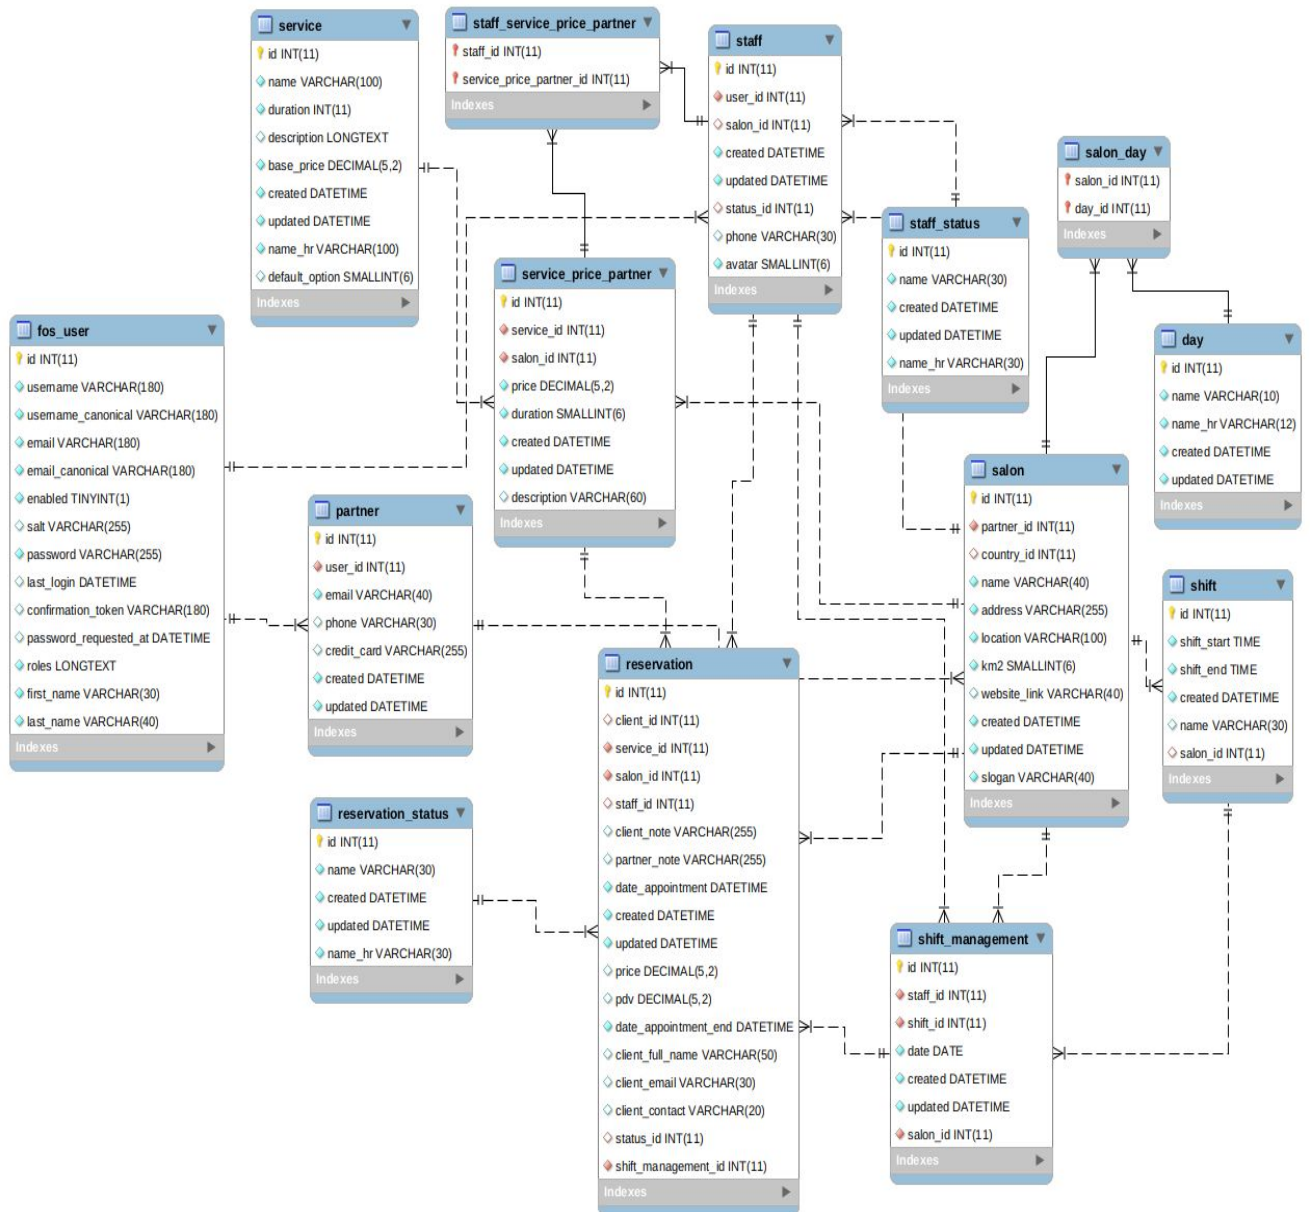 service
id INT(11)
name VARCHAR(100)
duration INT(11)
description LONGTEXT
base_price DECIMAL(5,2)
created DATETIME
updated DATETIME
name_hr VARCHAR(100)
default_option SMALLINT(6)
Indexes
staff_service_price_partner
staff_id INT(11)
service_price_partner_id INT(11)
Indexes
staff
id INT(11)
user_id INT(11)
salon_id INT(11)
created DATETIME
updated DATETIME
status_id INT(11)
phone VARCHAR(30)
avatar SMALLINT(6)
Indexes
salon_day
salon_id INT(11)
day_id INT(11)
Indexes
staff_status
id INT(11)
name VARCHAR(30)
created DATETIME
updated DATETIME
name_hr VARCHAR(30)
Indexes
service_price_partner
id INT(11)
service_id INT(11)
salon_id INT(11)
price DECIMAL(5,2)
duration SMALLINT(6)
created DATETIME
updated DATETIME
description VARCHAR(60)
Indexes
fos_user
id INT(11)
username VARCHAR(180)
username_canonical VARCHAR(180)
email VARCHAR(180)
email_canonical VARCHAR(180)
enabled TINYINT(1)
salt VARCHAR(255)
password VARCHAR(255)
last_login DATETIME
confirmation_token VARCHAR(180)
password_requested_at DATETIME
roles LONGTEXT
first_name VARCHAR(30)
last_name VARCHAR(40)
Indexes
day
id INT(11)
name VARCHAR(10)
name_hr VARCHAR(12)
created DATETIME
updated DATETIME
Indexes
partner
id INT(11)
user_id INT(11)
email VARCHAR(40)
phone VARCHAR(30)
credit_card VARCHAR(255)
created DATETIME
updated DATETIME
Indexes
salon
id INT(11)
partner_id INT(11)
country_id INT(11)
name VARCHAR(40)
address VARCHAR(255)
location VARCHAR(100)
km2 SMALLINT(6)
website_link VARCHAR(40)
created DATETIME
updated DATETIME
slogan VARCHAR(40)
Indexes
shift
id INT(11)
shift_start TIME
shift_end TIME
created DATETIME
name VARCHAR(30)
salon_id INT(11)
Indexes
reservation
id INT(11)
client_id INT(11)
service_id INT(11)
salon_id INT(11)
staff_id INT(11)
client_note VARCHAR(255)
partner_note VARCHAR(255)
date_appointment DATETIME
created DATETIME
updated DATETIME
price DECIMAL(5,2)
pdv DECIMAL(5,2)
date_appointment_end DATETIME
client_full_name VARCHAR(50)
client_email VARCHAR(30)
client_contact VARCHAR(20)
status_id INT(11)
shift_management_id INT(11)
Indexes
reservation_status
id INT(11)
name VARCHAR(30)
created DATETIME
updated DATETIME
name_hr VARCHAR(30)
Indexes
shift_management
id INT(11)
staff_id INT(11)
shift_id INT(11)
date DATE
created DATETIME
updated DATETIME
salon_id INT(11)
Indexes